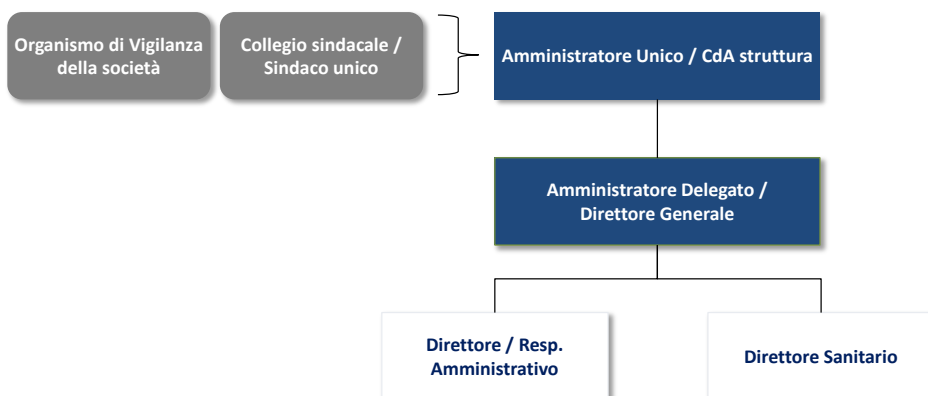 Organismo di Vigilanza
della società
Collegio sindacale /
Sindaco unico
Amministratore Unico / CdA struttura
Amministratore Delegato /
Direttore Generale
Direttore / Resp.
Amministrativo
Direttore Sanitario